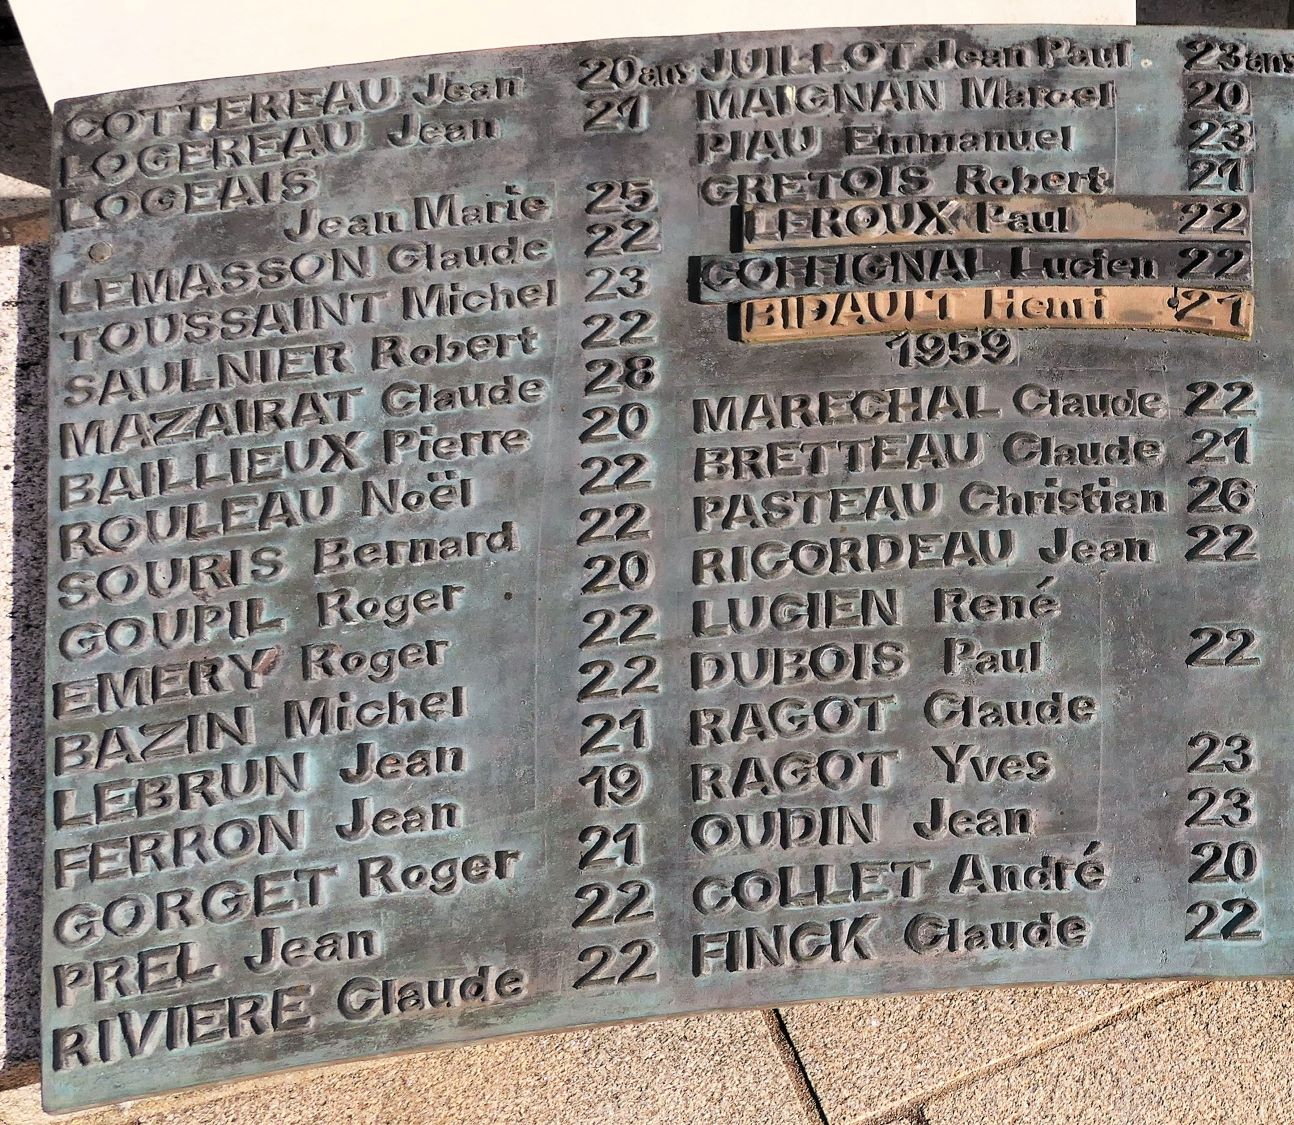 COTTEREAU Jean 20ans
LOGEREAU Jean 21
LOGEAIS
Jean Marie 25
LEMASSON Claude 22
TOUSSAINT Michel 23
SAULNIER Robert 22
MAZAIRAT Claude 28
BAILLIEUX Pierre 20
ROULEAU Noël 22
SOURIS Bernard 22
GOUPIL Roger 20
EMERY Roger 22
BAZIN Michel 22
LEBRUN Jean 21
FERRON Jean 19
GORGET Roger 21
PREL Jean 22
RIVIERE Claude 22
JUILLOT Jean Paul 23ans
MAIGNAN Marcel 20
PIAU Emmanuel 23
GRETOIS Robert 21
LEROUX Paul 22
COFFIGNAL Lucien 22
BIDAULT Henri 21
1959
MARECHAL Claude 22
BRETTEAU Claude 21
PASTEAU Christian 26
RICORDEAU Jean 22
LUCIEN René
DUBOIS Paul 22
RAGOT Claude
RAGOT Yves 23
OUDIN Jean 23
COLLET André 20
FINCK Claude 22